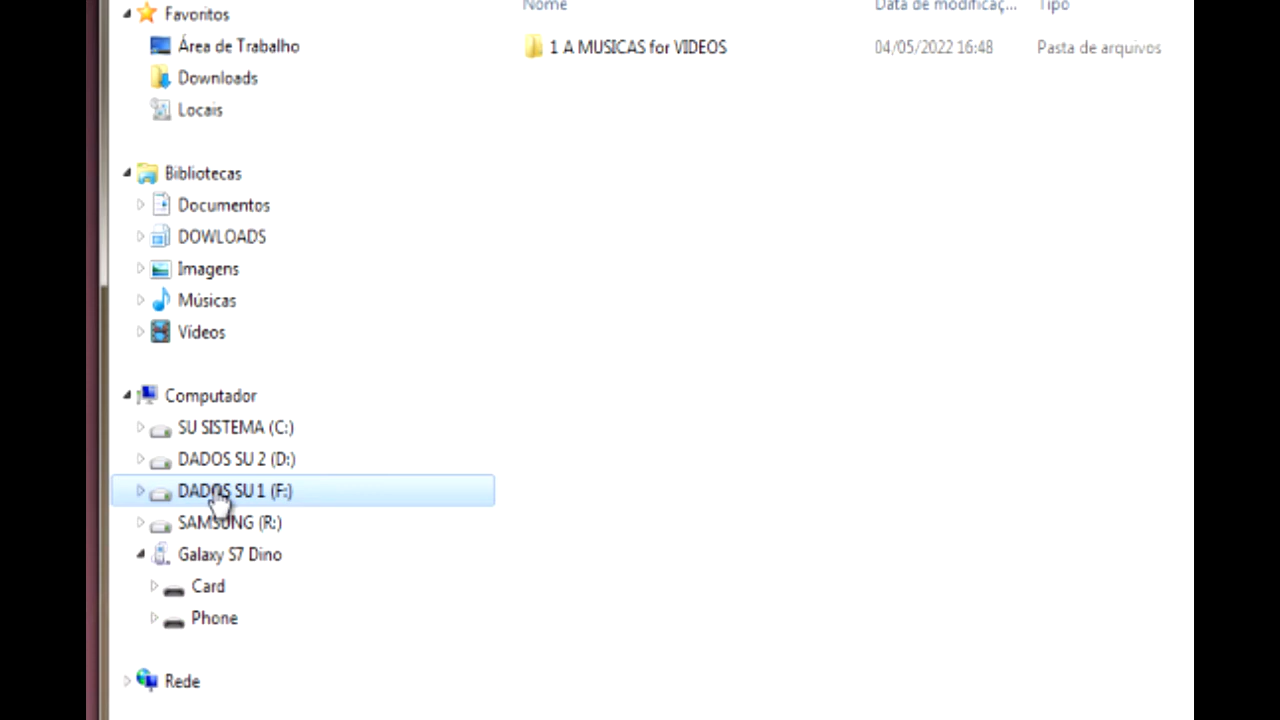 Favoritos
Área de Trabalho
Downloads
Locais
Bibliotecas
Documentos
DOWLOADS
Imagens
Músicas
Vídeos
Computador
SU SISTEMA (C:)
DADOS SU 2 (D:)
DADOS SU 1 (F:)
SAMSUNG (R:)
Galaxy S7 Dino
Card
Phone
Rede
Nome Data de modificaç... Tipo
1 A MUSICAS for VIDEOS 04/05/2022 16:48 Pasta de arquivos